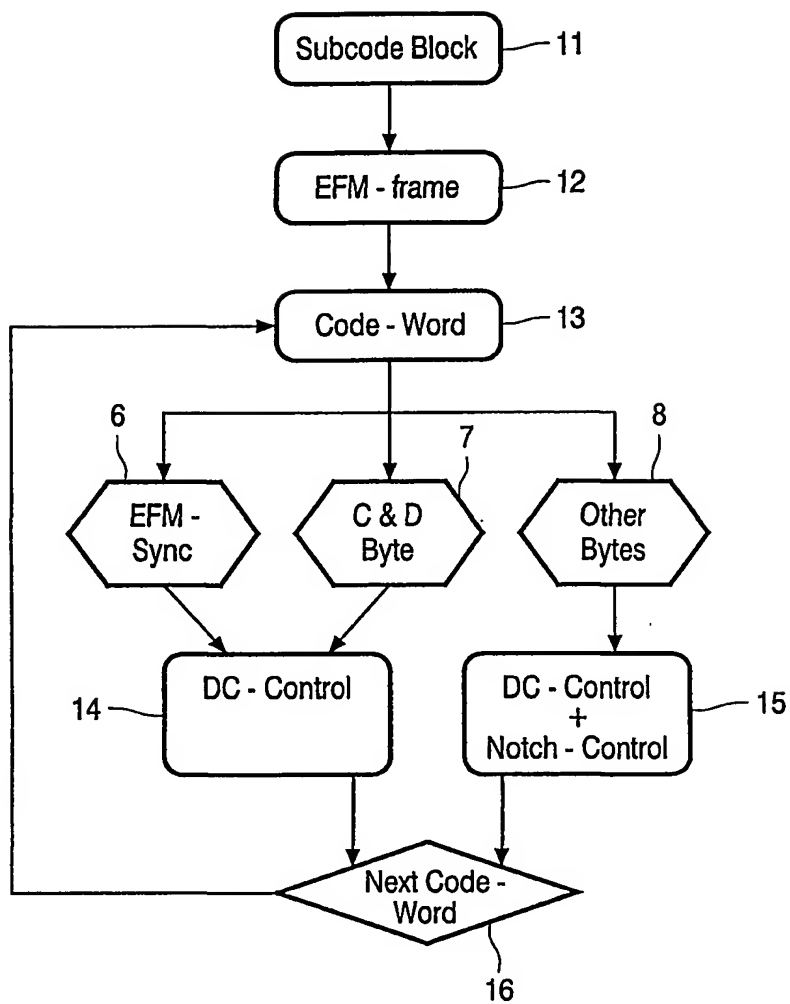 Subcode Block
11
EFM - frame
12
Code - Word
13
6
7
8
EFM -
Sync
C & D
Byte
Other
Bytes
14
DC - Control
DC - Control
+
Notch - Control
15
Next Code -
Word
16